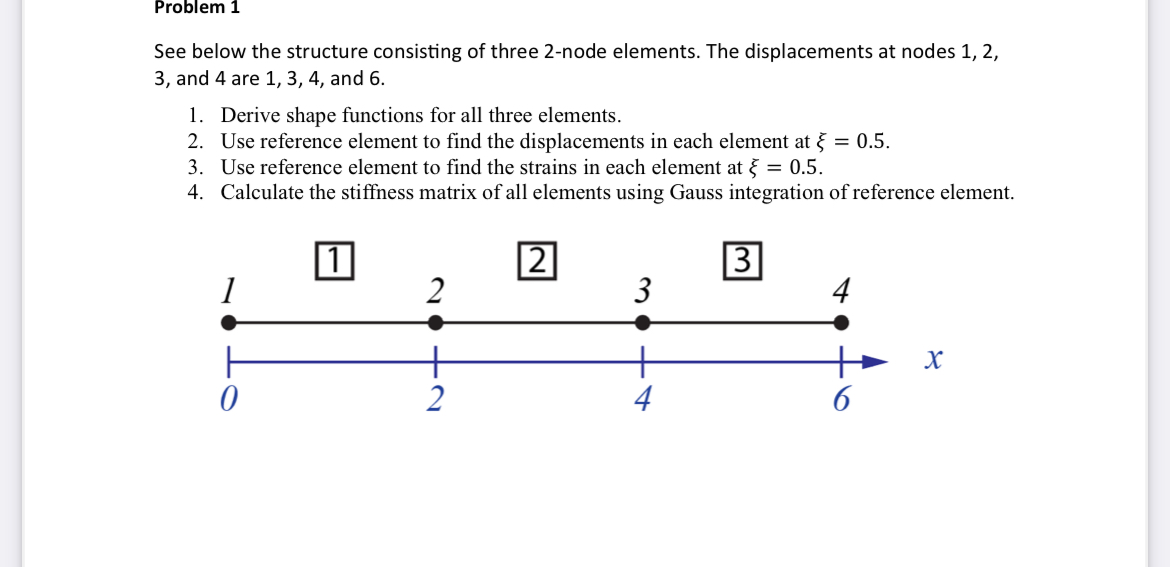 Problem 1
See below the structure consisting of three 2-node elements. The displacements at nodes 1, 2,
3, and 4 are 1, 3, 4, and 6.
1. Derive shape functions for all three elements.
2. Use reference element to find the displacements in each element at ξ = 0.5.
3. Use reference element to find the strains in each element at ξ = 0.5.
4. Calculate the stiffness matrix of all elements using Gauss integration of reference element.
1 2 3
1 2 3 4
x
0 2 4 6